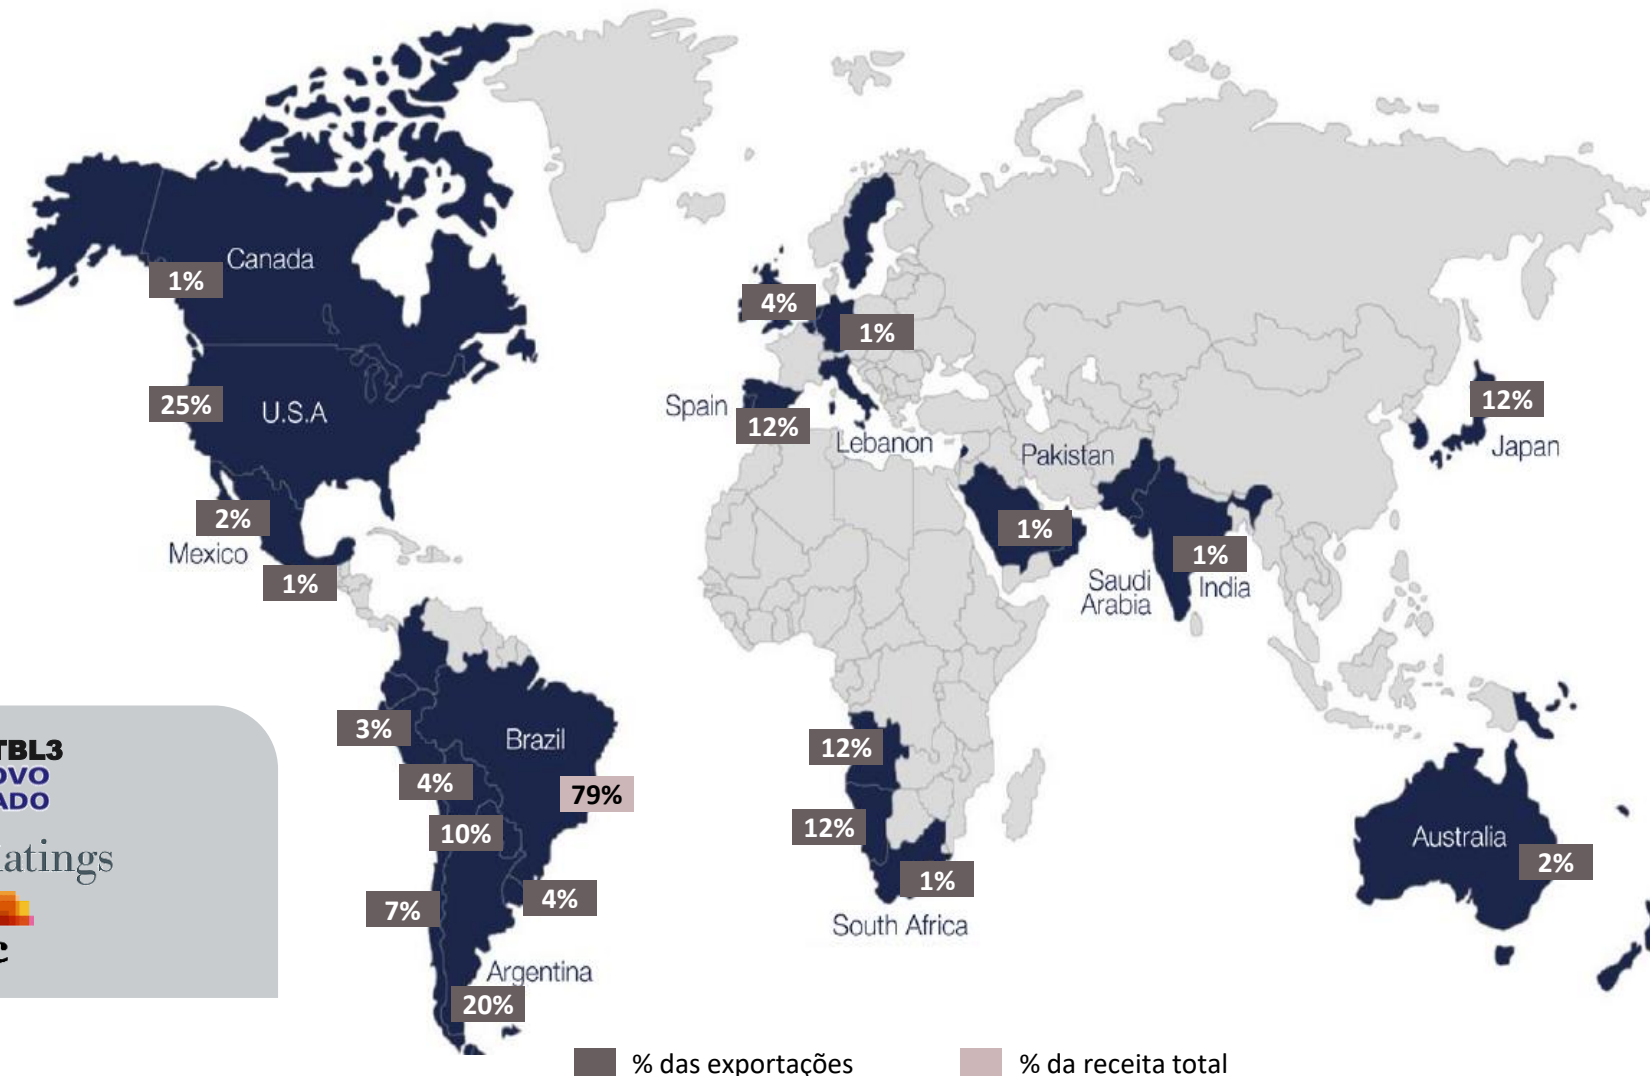 Canada
1%
4%
1%
25%
U.S.A
Spain
12%
Lebanon
Pakistan
12%
Japan
2%
Mexico
1%
1%
1%
Saudi
Arabia
India
3%
Brazil
4%
79%
10%
7%
4%
Argentina
20%
12%
12%
1%
South Africa
Australia
2%
TBL3
% das exportações
% da receita total